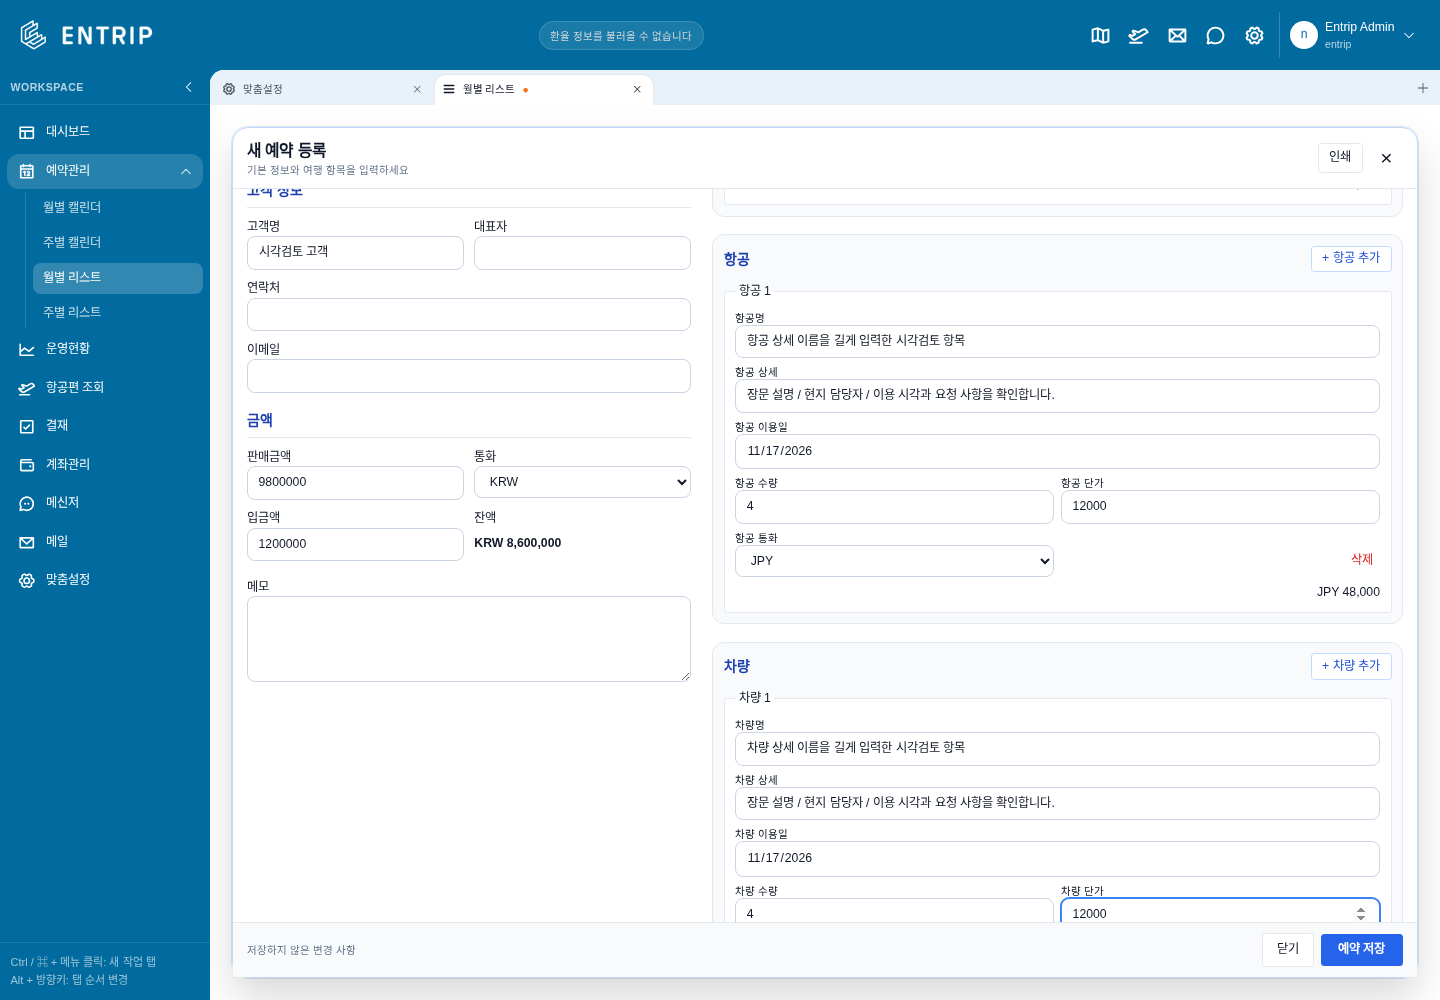 ENTRIP
환율 정보를 불러올 수 없습니다
n
Entrip Admin
entrip
WORKSPACE
맞춤설정
월별 리스트
대시보드
예약관리
월별 캘린더
주별 캘린더
월별 리스트
주별 리스트
운영현황
항공편 조회
결재
계좌관리
메신저
메일
맞춤설정
Ctrl / ⌘ + 메뉴 클릭: 새 작업 탭
Alt + 방향키: 탭 순서 변경
새 예약 등록
기본 정보와 여행 항목을 입력하세요
인쇄
고객 정보
고객명
대표자
시각검토 고객
연락처
이메일
금액
판매금액
통화
9800000
KRW
입금액
잔액
1200000
KRW 8,600,000
메모
항공
+ 항공 추가
항공 1
항공명
항공 상세 이름을 길게 입력한 시각검토 항목
항공 상세
장문 설명 / 현지 담당자 / 이용 시각과 요청 사항을 확인합니다.
항공 이용일
11/17/2026
항공 수량
항공 단가
4
12000
항공 통화
JPY
삭제
JPY 48,000
차량
+ 차량 추가
차량 1
차량명
차량 상세 이름을 길게 입력한 시각검토 항목
차량 상세
장문 설명 / 현지 담당자 / 이용 시각과 요청 사항을 확인합니다.
차량 이용일
11/17/2026
차량 수량
차량 단가
4
12000
저장하지 않은 변경 사항
닫기
예약 저장